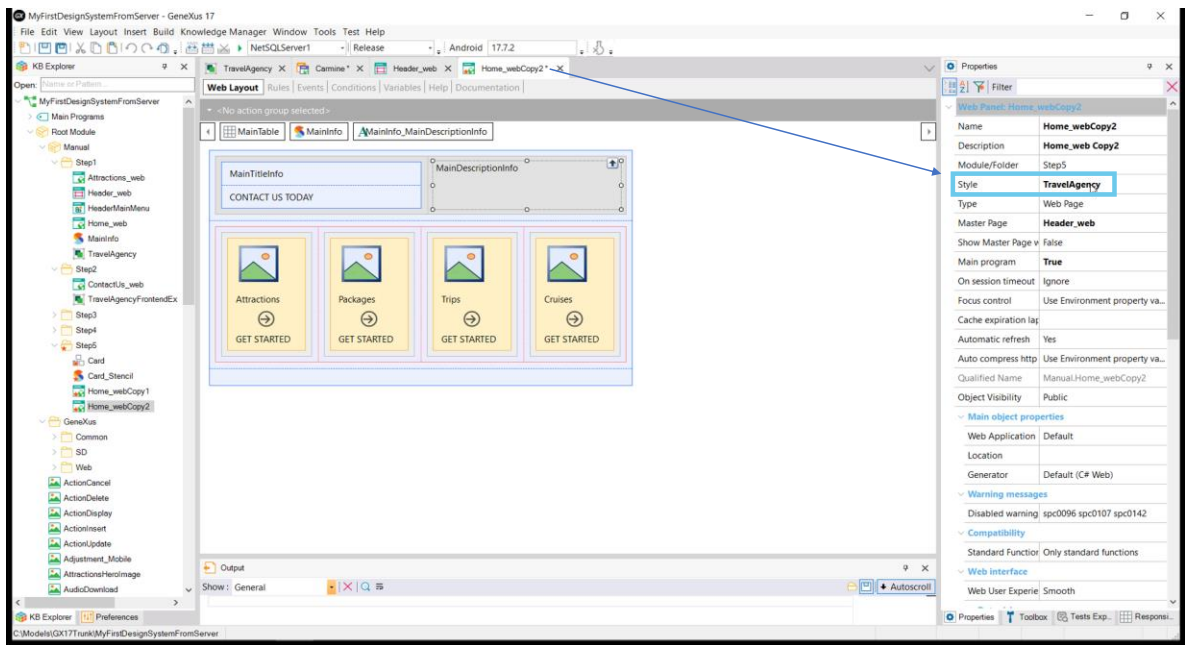 MyFirstDesignSystemFromServer - GeneXus 17
File Edit View Layout Insert Build Knowledge Manager Window Tools Test Help
NetSQLServer1 Release Android 17.7.2
KB Explorer
Open: Name or Pattern...
MyFirstDesignSystemFromServer
Main Programs
Root Module
Manual
Step1
Attractions_web
Header_web
HeaderMainMenu
Home_web
MainInfo
TravelAgency
Step2
ContactUs_web
TravelAgencyFrontendEx
Step3
Step4
Step5
Card
Card_Stencil
Home_webCopy1
Home_webCopy2
GeneXus
Common
SD
Web
ActionCancel
ActionDelete
ActionDisplay
ActionInsert
ActionUpdate
Adjustment_Mobile
AttractionsHeroImage
AudioDownload
KB Explorer Preferences
TravelAgency X Carmine * X Header_web X Home_webCopy2 * X
Web Layout Rules Events Conditions Variables Help Documentation
<No action group selected>
MainTable MainInfo MainInfo_MainDescriptionInfo
MainTitleInfo MainDescriptionInfo
CONTACT US TODAY
Attractions Packages Trips Cruises
GET STARTED GET STARTED GET STARTED GET STARTED
Output
Show: General Autoscroll
Properties
Filter
Web Panel: Home_webCopy2
Name Home_webCopy2
Description Home_web Copy2
Module/Folder Step5
Style TravelAgency
Type Web Page
Master Page Header_web
Show Master Page w False
Main program True
On session timeout Ignore
Focus control Use Environment property va...
Cache expiration lap
Automatic refresh Yes
Auto compress http Use Environment property va...
Qualified Name Manual.Home_webCopy2
Object Visibility Public
Main object properties
Web Application Default
Location
Generator Default (C# Web)
Warning messages
Disabled warning spc0096 spc0107 spc0142
Compatibility
Standard Function Only standard functions
Web interface
Web User Experie Smooth
Properties Toolbox Tests Exp... Responsi...
C:\Models\GX17Trunk\MyFirstDesignSystemFromServer